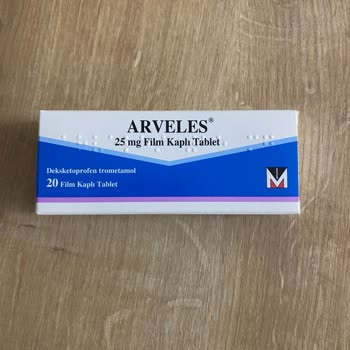 ARVELES®
25 mg Film Kaplı Tablet
Deksketoprofen trometamol
20 Film Kaplı Tablet